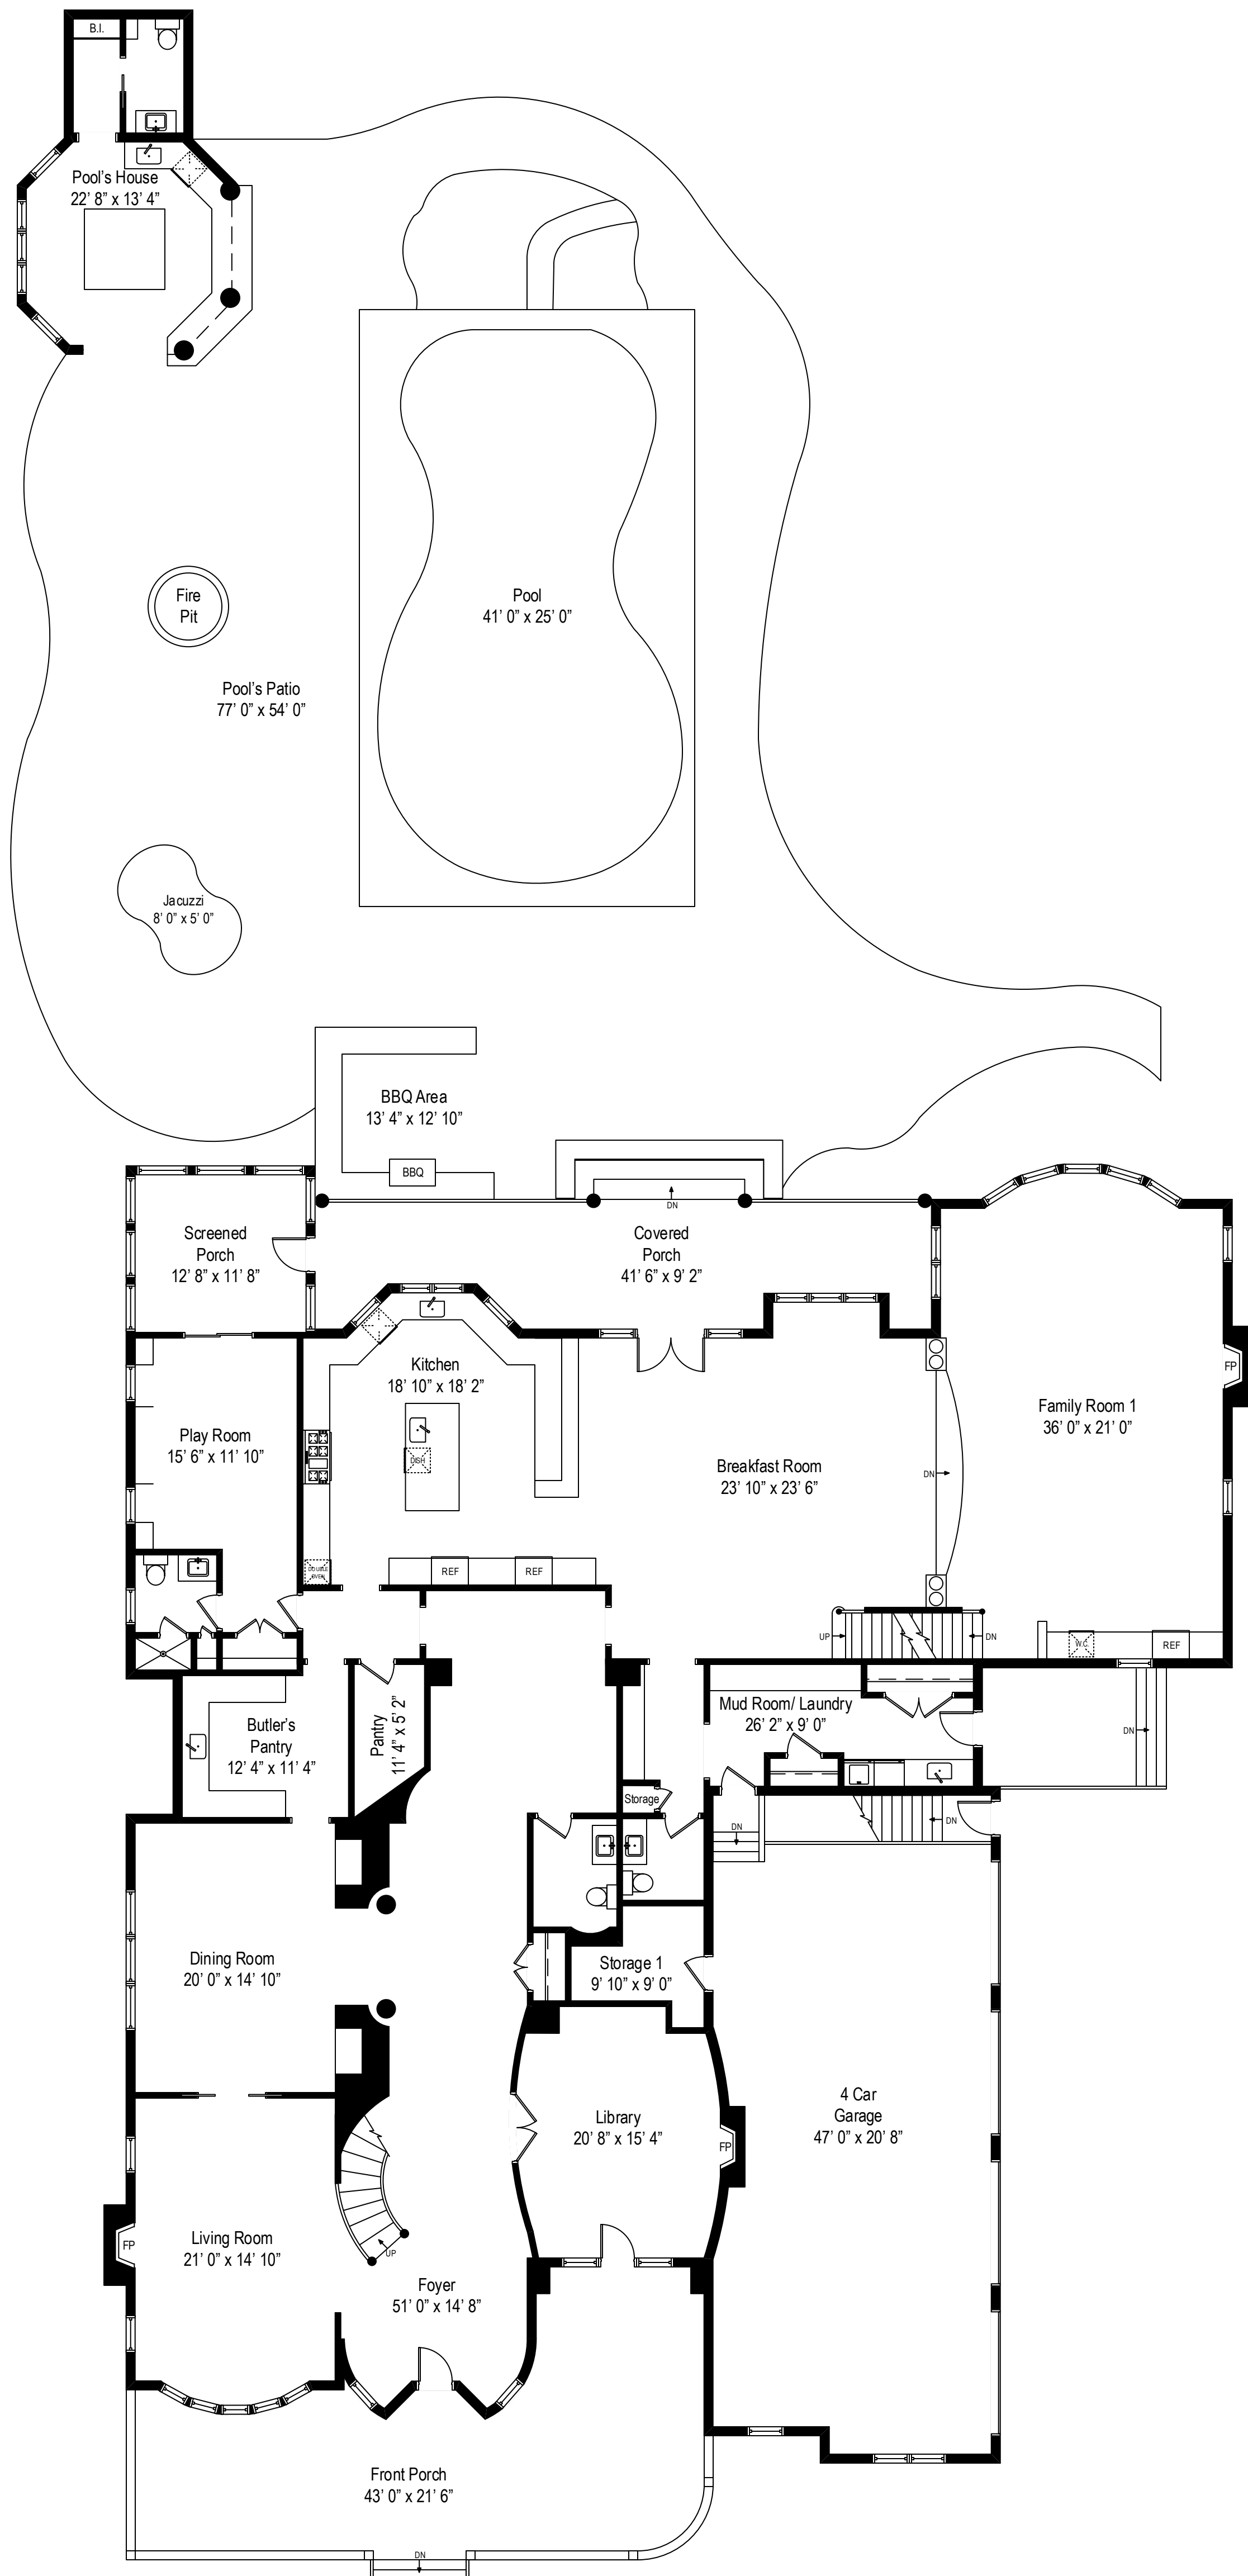 B.I.
Pool's House
22' 8" x 13' 4"
Fire
Pit
Pool
41' 0" x 25' 0"
Pool's Patio
77' 0" x 54' 0"
Jacuzzi
8' 0" x 5' 0"
BBQ Area
13' 4" x 12' 10"
BBQ
DN
Screened
Porch
12' 8" x 11' 8"
Covered
Porch
41' 6" x 9' 2"
Kitchen
18' 10" x 18' 2"
FP
Family Room 1
36' 0" x 21' 0"
Play Room
15' 6" x 11' 10"
DISH
Breakfast Room
23' 10" x 23' 6"
DN
DOUBLE
OVEN
REF
REF
UP
DN
W.C.
REF
Pantry
11' 4" x 5' 2"
Mud Room/ Laundry
26' 2" x 9' 0"
DN
Butler's
Pantry
12' 4" x 11' 4"
Storage
DN
DN
Dining Room
20' 0" x 14' 10"
Storage 1
9' 10" x 9' 0"
4 Car
Garage
47' 0" x 20' 8"
Library
20' 8" x 15' 4"
FP
Living Room
21' 0" x 14' 10"
FP
UP
Foyer
51' 0" x 14' 8"
Front Porch
43' 0" x 21' 6"
DN